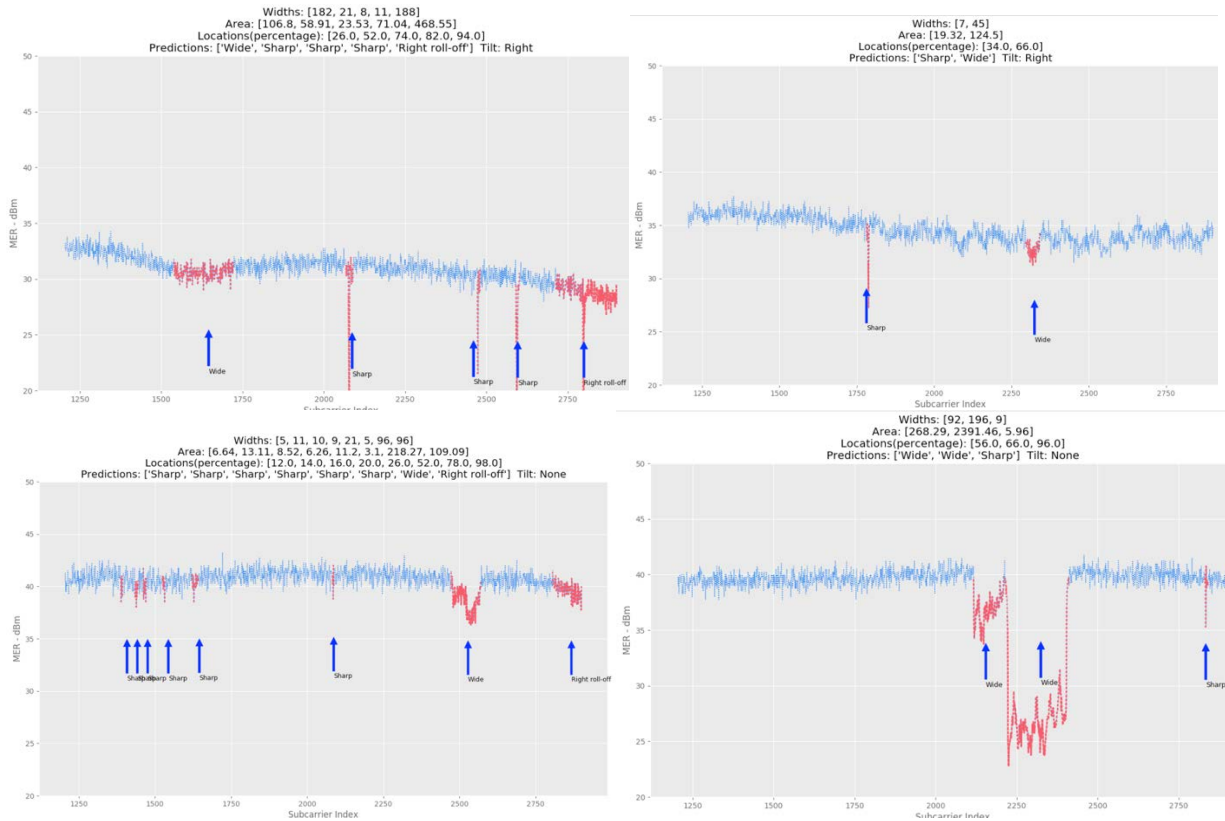 Widths: [182, 21, 8, 11, 188]
Area: [106.8, 58.91, 23.53, 71.04, 468.55]
Locations(percentage): [26.0, 52.0, 74.0, 82.0, 94.0]
Predictions: ['Wide', 'Sharp', 'Sharp', 'Sharp', 'Right roll-off']  Tilt: Right
50
45
40
35
30
25
20
MER - dBm
Wide
Sharp
Sharp
Sharp
Right roll-off
1250
1500
1750
2000
2250
2500
2750
Subcarrier Index
Widths: [7, 45]
Area: [19.32, 124.5]
Locations(percentage): [34.0, 66.0]
Predictions: ['Sharp', 'Wide']  Tilt: Right
50
45
40
35
30
25
20
MER - dBm
Sharp
Wide
1250
1500
1750
2000
2250
2500
2750
Subcarrier Index
Widths: [5, 11, 10, 9, 21, 5, 96, 96]
Area: [6.64, 13.11, 8.52, 6.26, 11.2, 3.1, 218.27, 109.09]
Locations(percentage): [12.0, 14.0, 16.0, 20.0, 26.0, 52.0, 78.0, 98.0]
Predictions: ['Sharp', 'Sharp', 'Sharp', 'Sharp', 'Sharp', 'Sharp', 'Wide', 'Right roll-off']  Tilt: None
50
45
40
35
30
25
20
MER - dBm
Sharp
Sharp
Sharp
Sharp
Sharp
Sharp
Wide
Right roll-off
1250
1500
1750
2000
2250
2500
2750
Subcarrier Index
Widths: [92, 196, 9]
Area: [268.29, 2391.46, 5.96]
Locations(percentage): [56.0, 66.0, 96.0]
Predictions: ['Wide', 'Wide', 'Sharp']  Tilt: None
50
45
40
35
30
25
20
MER - dBm
Wide
Wide
Sharp
1250
1500
1750
2000
2250
2500
2750
Subcarrier Index